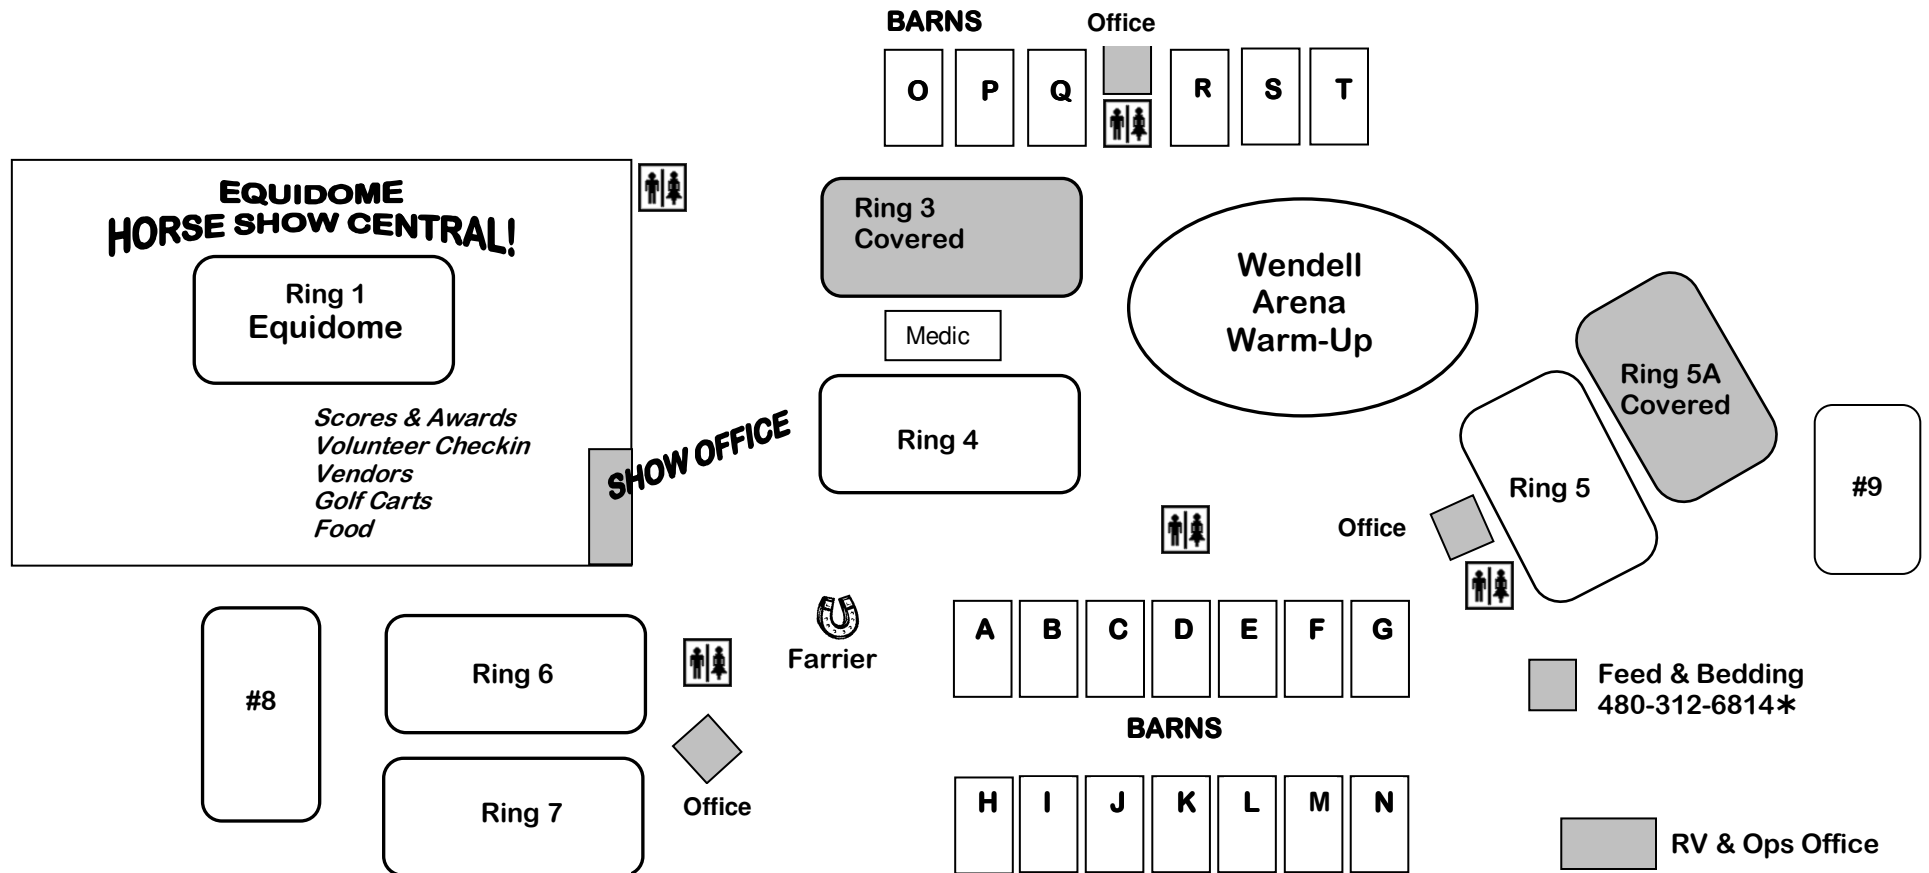 BARNS
Office
O
P
Q
R
S
T
EQUIDOME
HORSE SHOW CENTRAL!
Ring 1
Equidome
Scores & Awards
Volunteer Checkin
Vendors
Golf Carts
Food
SHOW OFFICE
Ring 3
Covered
Medic
Ring 4
Wendell
Arena
Warm-Up
Ring 5A
Covered
Ring 5
#9
Office
#8
Ring 6
Ring 7
Office
Farrier
A
B
C
D
E
F
G
BARNS
H
I
J
K
L
M
N
Feed & Bedding
480-312-6814*
RV & Ops Office